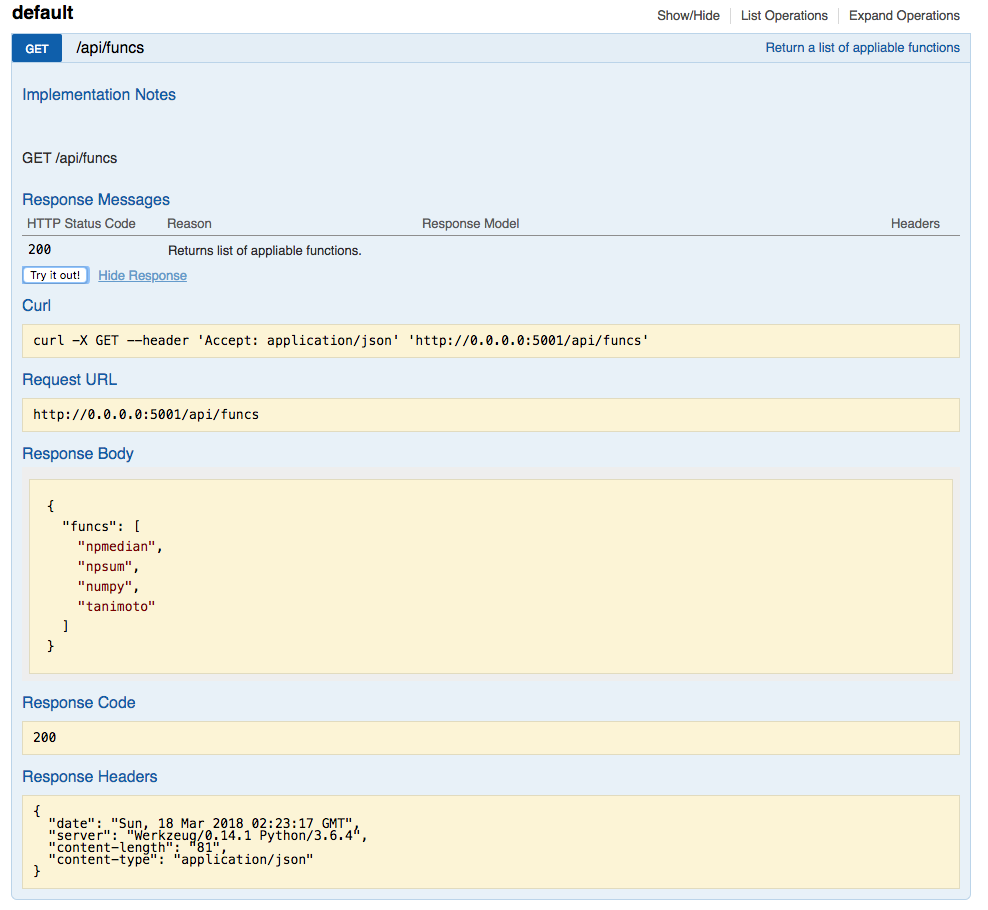 default
Show/Hide List Operations Expand Operations
GET /api/funcs Return a list of appliable functions
Implementation Notes
GET /api/funcs
Response Messages
HTTP Status Code Reason Response Model Headers
200 Returns list of appliable functions.
Try it out! Hide Response
Curl
curl -X GET --header 'Accept: application/json' 'http://0.0.0.0:5001/api/funcs'
Request URL
http://0.0.0.0:5001/api/funcs
Response Body
{
  "funcs": [
    "npmedian",
    "npsum",
    "numpy",
    "tanimoto"
  ]
}
Response Code
200
Response Headers
{
  "date": "Sun, 18 Mar 2018 02:23:17 GMT",
  "server": "Werkzeug/0.14.1 Python/3.6.4",
  "content-length": "81",
  "content-type": "application/json"
}